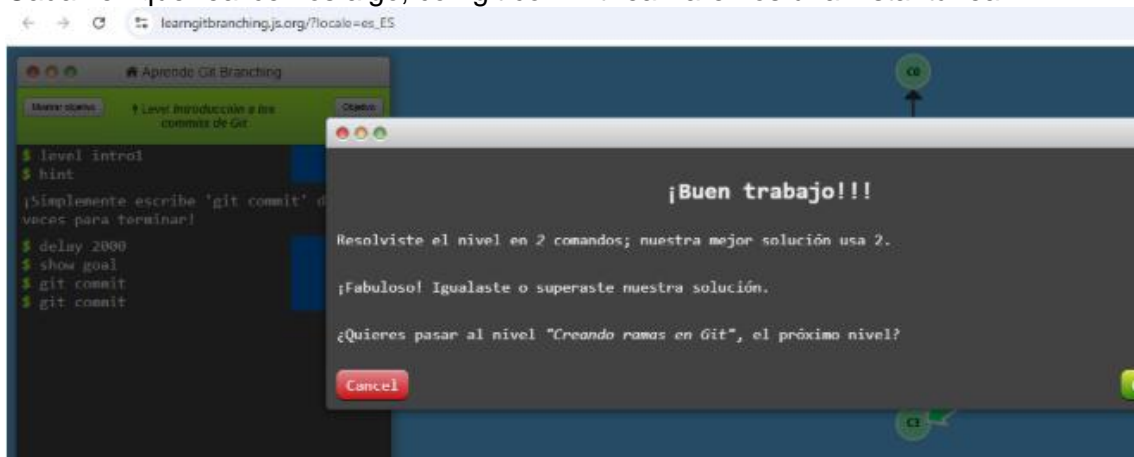 learngitbranching.js.org/?locale=es_ES
Aprende Git Branching
Level Introducción a los
commits de Git
Objetivo
$ level intro1
$ hint
¡Simplemente escribe 'git commit' d
veces para terminar!
$ delay 2000
$ show goal
$ git commit
$ git commit
C0
¡Buen trabajo!!!
Resolviste el nivel en 2 comandos; nuestra mejor solución usa 2.
¡Fabuloso! Igualaste o superaste nuestra solución.
¿Quieres pasar al nivel "Creando ramas en Git", el próximo nivel?
Cancel